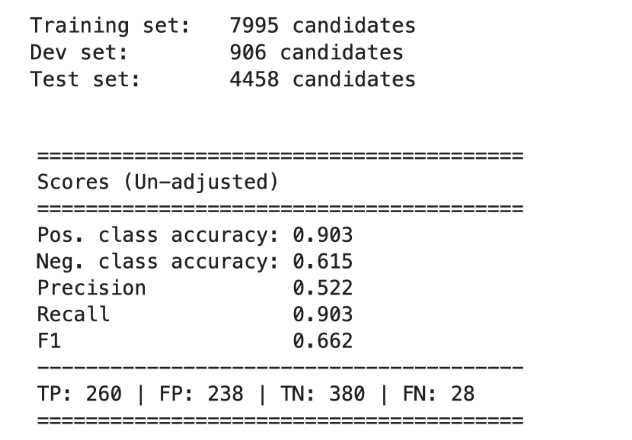 Training set:   7995 candidates
Dev set:        906 candidates
Test set:       4458 candidates
========================================
Scores (Un-adjusted)
========================================
Pos. class accuracy: 0.903
Neg. class accuracy: 0.615
Precision            0.522
Recall               0.903
F1                   0.662
----------------------------------------
TP: 260 | FP: 238 | TN: 380 | FN: 28
========================================